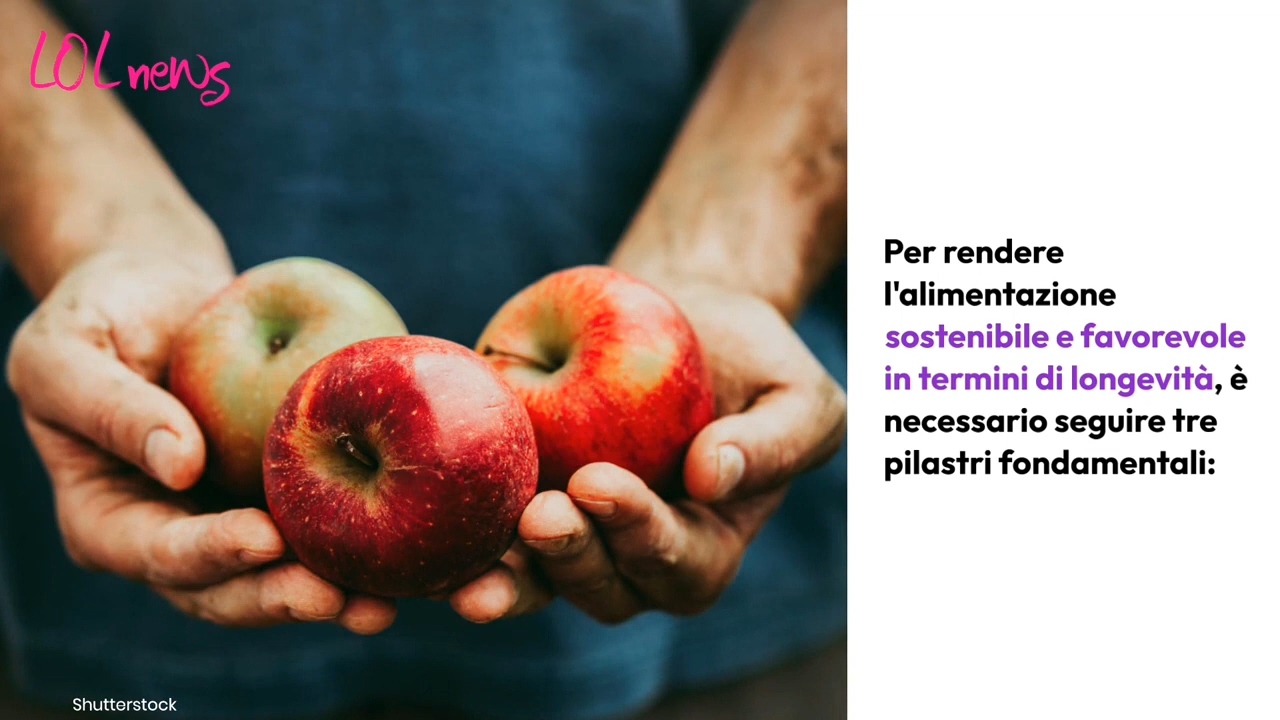 LOL news
Per rendere
l'alimentazione
sostenibile e favorevole
in termini di longevità, è
necessario seguire tre
pilastri fondamentali:
Shutterstock